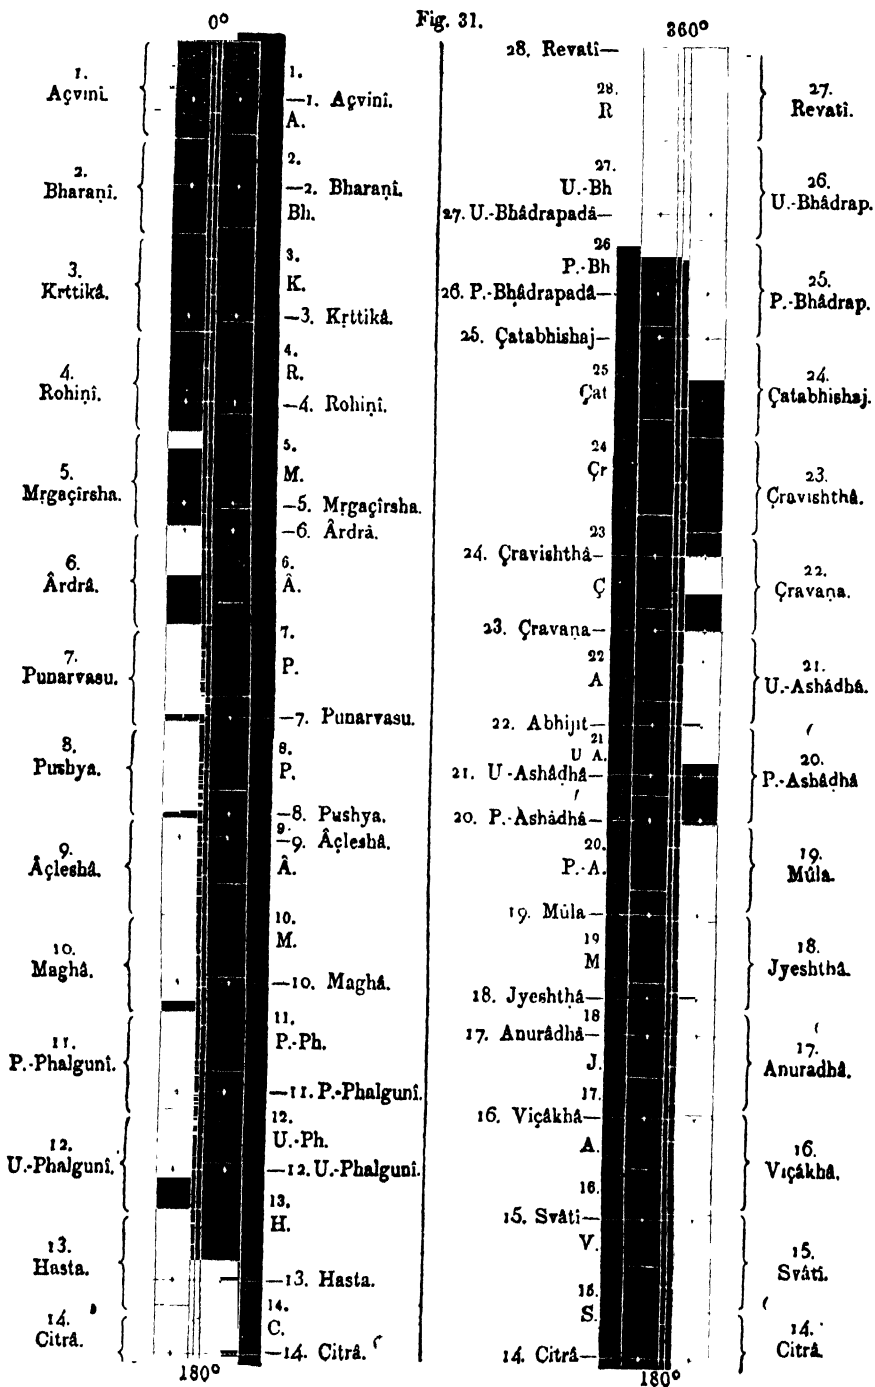 Fig. 31.
0°
1.
Açvinî.
2.
Bharaṇî.
3.
Kṛttikâ.
4.
Rohiṇî.
5.
Mṛgaçîrsha.
6.
Ârdrâ.
7.
Punarvasu.
8.
Pushya.
9.
Âçleshâ.
10.
Maghâ.
11.
P.-Phalgunî.
12.
U.-Phalgunî.
13.
Hasta.
14.
Citrâ.
1.
—1. Açvinî.
A.
2.
—2. Bharaṇî.
Bh.
3.
K.
—3. Kṛttikâ.
4.
R.
—4. Rohiṇî.
5.
M.
—5. Mṛgaçîrsha.
—6. Ârdrâ.
6.
Â.
7.
P.
—7. Punarvasu.
8.
P.
—8. Pushya.
9.
—9. Âçleshâ.
Â.
10.
M.
—10. Maghâ.
11.
P.-Ph.
—11. P.-Phalgunî.
12.
U.-Ph.
—12. U.-Phalgunî.
13.
H.
—13. Hasta.
14.
C.
—14. Citrâ.
180°
360°
28. Revatî—
28.
R
27.
U.-Bh
27. U.-Bhâdrapadâ—
26
P.-Bh
26. P.-Bhâdrapadâ—
25. Çatabhishaj—
25
Çat
24
Çr
23
24. Çravishthâ—
Ç
23. Çravaṇa—
22
A
22. Abhijit—
21
U A.
21. U-Ashâḍhâ—
20. P.-Ashâdhâ—
20.
P.-A.
19. Mûla—
19
M
18. Jyeshṭhâ—
18
17. Anurâdhâ—
J.
17.
16. Viçâkhâ—
A.
16.
15. Svâti—
V.
15.
S.
14. Citrâ—
27.
Revatî.
26.
U.-Bhâdrap.
25.
P.-Bhâdrap.
24.
Çatabhishaj.
23.
Çravishthâ.
22.
Çravaṇa.
21.
U.-Ashâdhâ.
20.
P.-Ashâḍhâ
19.
Mûla.
18.
Jyeshthâ.
17.
Anuradhâ.
16.
Viçâkhâ.
15.
Svâtî.
14.
Citrâ
180°